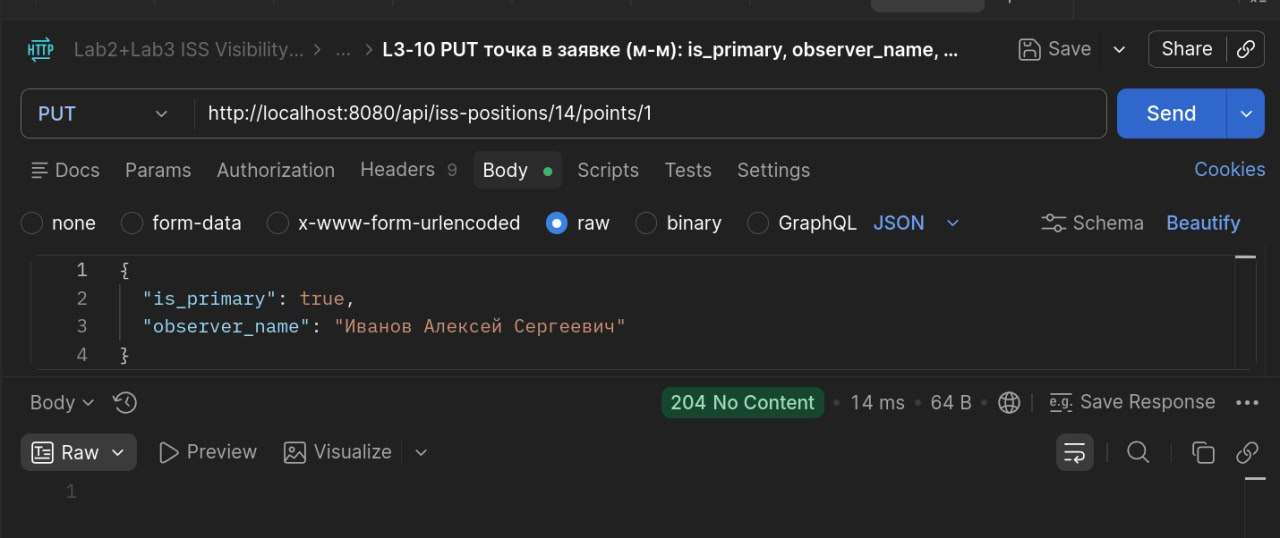 HTTP Lab2+Lab3 ISS Visibility... > ... > L3-10 PUT точка в заявке (м-м): is_primary, observer_name, ... Save Share
PUT http://localhost:8080/api/iss-positions/14/points/1 Send
Docs Params Authorization Headers 9 Body Scripts Tests Settings Cookies
none form-data x-www-form-urlencoded raw binary GraphQL JSON Schema Beautify
1 {
2 "is_primary": true,
3 "observer_name": "Иванов Алексей Сергеевич"
4 }
Body 204 No Content • 14 ms • 64 B • e.g. Save Response
Raw Preview Visualize
1